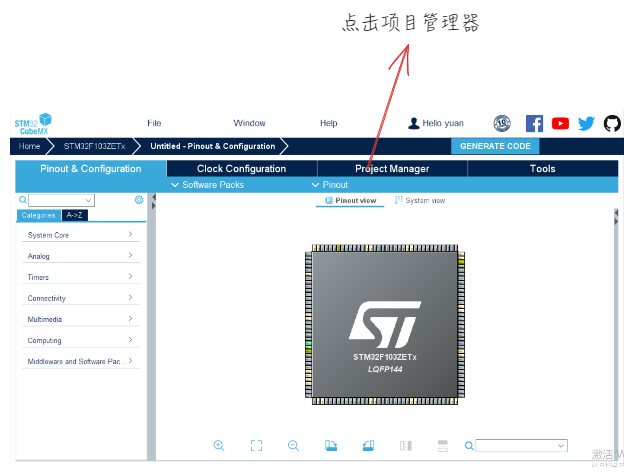 点击项目管理器
STM32
CubeMX
File
Window
Help
Hello yuan
19
Home
STM32F103ZETx
Untitled - Pinout & Configuration
GENERATE CODE
Pinout & Configuration
Clock Configuration
Project Manager
Tools
Software Packs
Pinout
Pinout view
System view
Categories
A->Z
System Core
Analog
Timers
Connectivity
Multimedia
Computing
Middleware and Software Pac...
STM32F103ZETx
LQFP144
激活 W